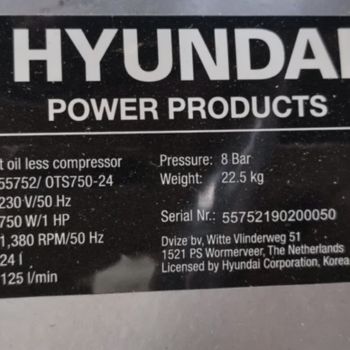 HYUNDAI
POWER PRODUCTS
t oil less compressor
55752/ OTS750-24
230 V/50 Hz
750 W/1 HP
1,380 RPM/50 Hz
24 l
125 l/min
Pressure: 8 Bar
Weight: 22.5 kg
Serial Nr.: 55752190200050
Dvize bv, Witte Vlinderweg 51
1521 PS Wormerveer, The Netherlands
Licensed by Hyundai Corporation, Korea